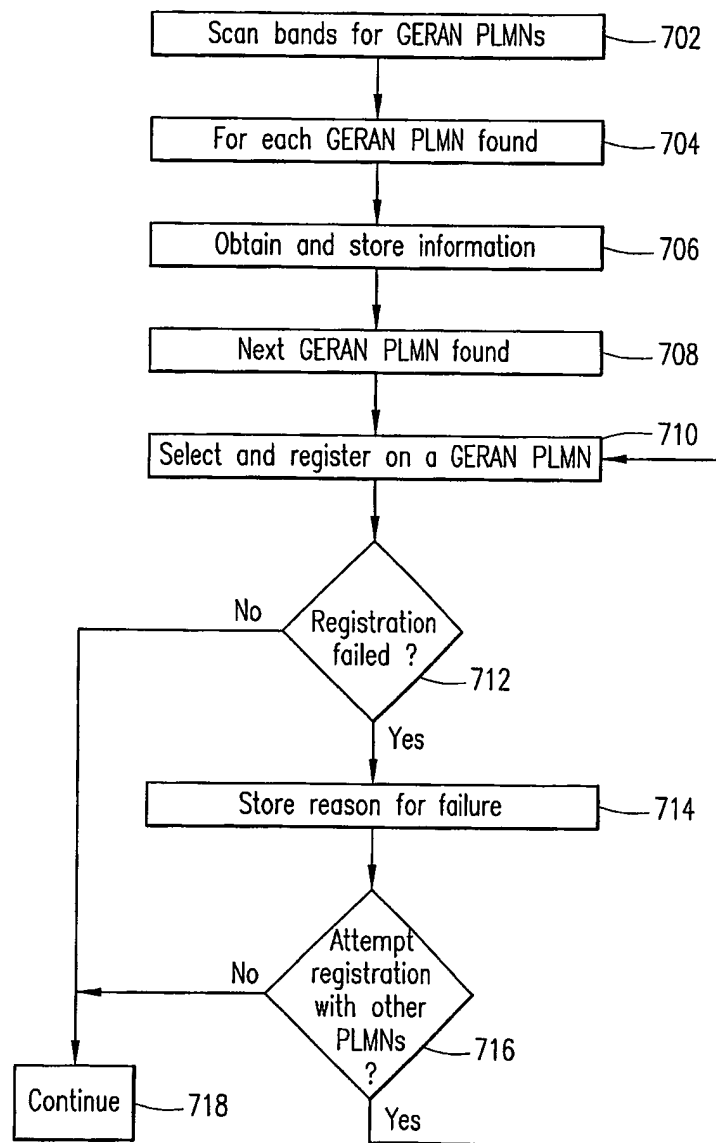 Scan bands for GERAN PLMNs
702
For each GERAN PLMN found
704
Obtain and store information
706
Next GERAN PLMN found
708
710
Select and register on a GERAN PLMN
No
Registration
failed ?
712
Yes
Store reason for failure
714
Attempt
registration
with other
PLMNs
?
No
716
Continue
718
Yes